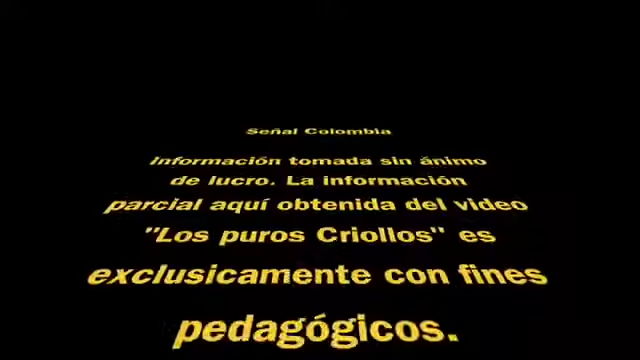 Señal Colombia
Información tomada sin ánimo
de lucro. La información
parcial aquí obtenida del video
"Los puros Criollos" es
exclusicamente con fines
pedagógicos.